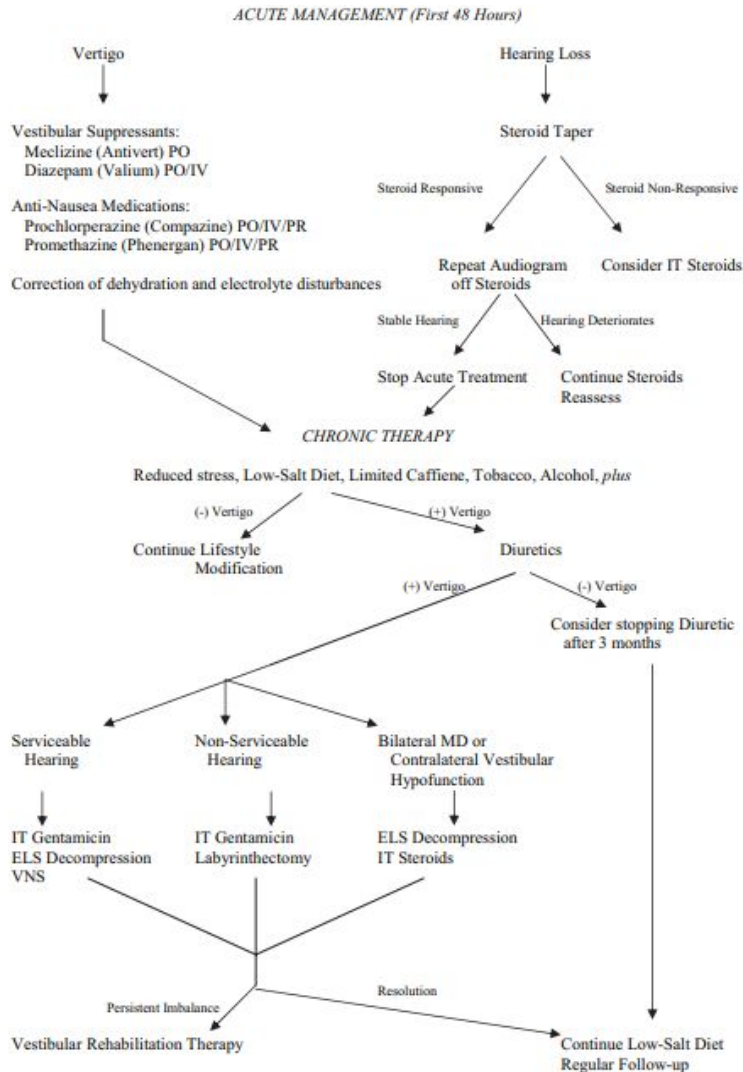 ACUTE MANAGEMENT (First 48 Hours)
Vertigo
Hearing Loss
Vestibular Suppressants:
Meclizine (Antivert) PO
Diazepam (Valium) PO/IV
Anti-Nausea Medications:
Prochlorperazine (Compazine) PO/IV/PR
Promethazine (Phenergan) PO/IV/PR
Correction of dehydration and electrolyte disturbances
Steroid Taper
Steroid Responsive
Steroid Non-Responsive
Repeat Audiogram
off Steroids
Consider IT Steroids
Stable Hearing
Hearing Deteriorates
Stop Acute Treatment
Continue Steroids
Reassess
CHRONIC THERAPY
Reduced stress, Low-Salt Diet, Limited Caffiene, Tobacco, Alcohol, plus
(-) Vertigo
(+) Vertigo
Continue Lifestyle
Modification
Diuretics
(+) Vertigo
(-) Vertigo
Consider stopping Diuretic
after 3 months
Serviceable
Hearing
Non-Serviceable
Hearing
Bilateral MD or
Contralateral Vestibular
Hypofunction
IT Gentamicin
ELS Decompression
VNS
IT Gentamicin
Labyrinthectomy
ELS Decompression
IT Steroids
Persistent Imbalance
Resolution
Vestibular Rehabilitation Therapy
Continue Low-Salt Diet
Regular Follow-up